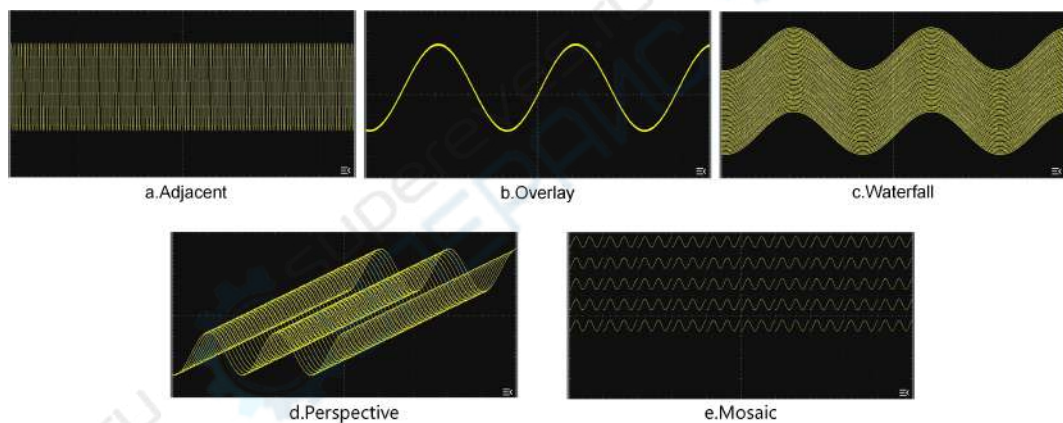 a.Adjacent
b.Overlay
c.Waterfall
d.Perspective
e.Mosaic